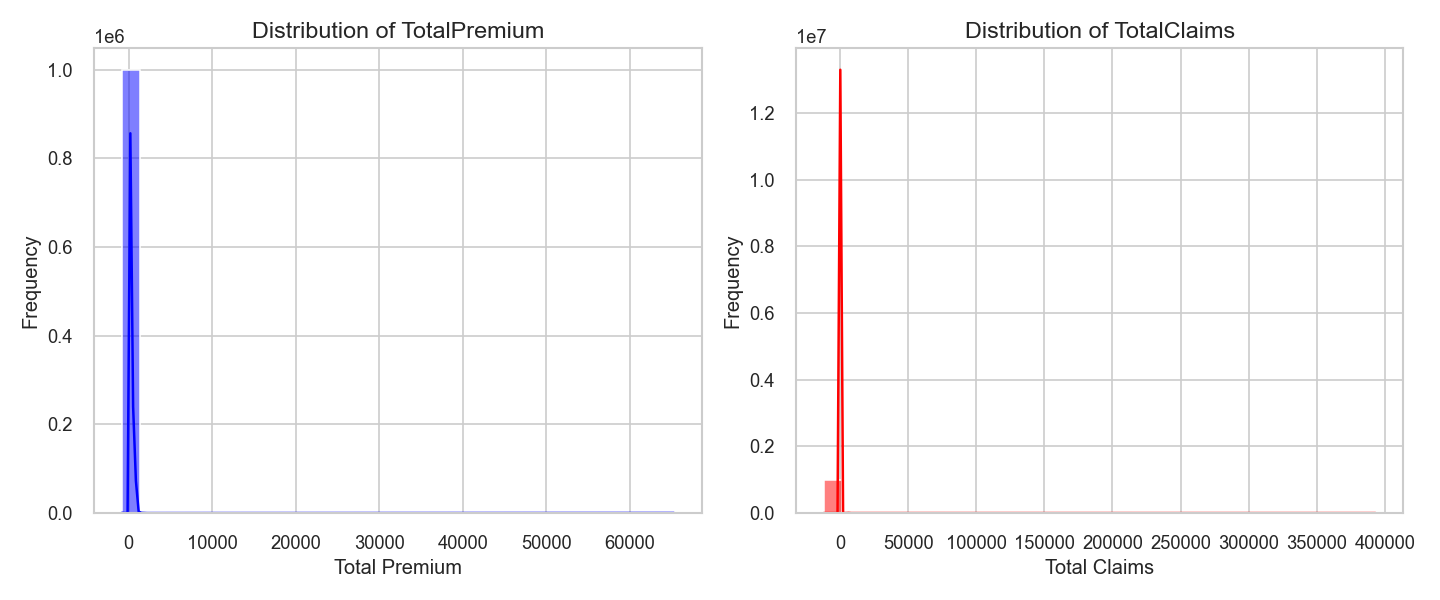 Distribution of TotalPremium
1e6
1.0
0.8
0.6
0.4
0.2
0.0
Frequency
0 10000 20000 30000 40000 50000 60000
Total Premium
Distribution of TotalClaims
1e7
1.2
1.0
0.8
0.6
0.4
0.2
0.0
Frequency
0 50000 100000 150000 200000 250000 300000 350000 400000
Total Claims